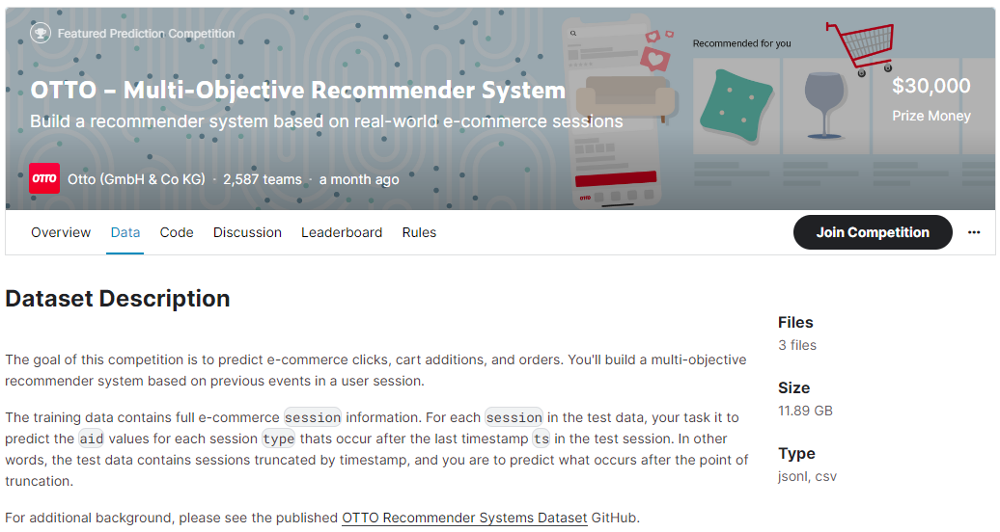 Featured Prediction Competition
Recommended for you
OTTO – Multi-Objective Recommender System
$30,000
Build a recommender system based on real-world e-commerce sessions
Prize Money
OTTO
Otto (GmbH & Co KG) · 2,587 teams · a month ago
OTTO
Overview Data Code Discussion Leaderboard Rules
Join Competition
Dataset Description
The goal of this competition is to predict e-commerce clicks, cart additions, and orders. You'll build a multi-objective
recommender system based on previous events in a user session.
The training data contains full e-commerce session information. For each session in the test data, your task it to
predict the aid values for each session type thats occur after the last timestamp ts in the test session. In other
words, the test data contains sessions truncated by timestamp, and you are to predict what occurs after the point of
truncation.
For additional background, please see the published OTTO Recommender Systems Dataset GitHub.
Files
3 files
Size
11.89 GB
Type
jsonl, csv